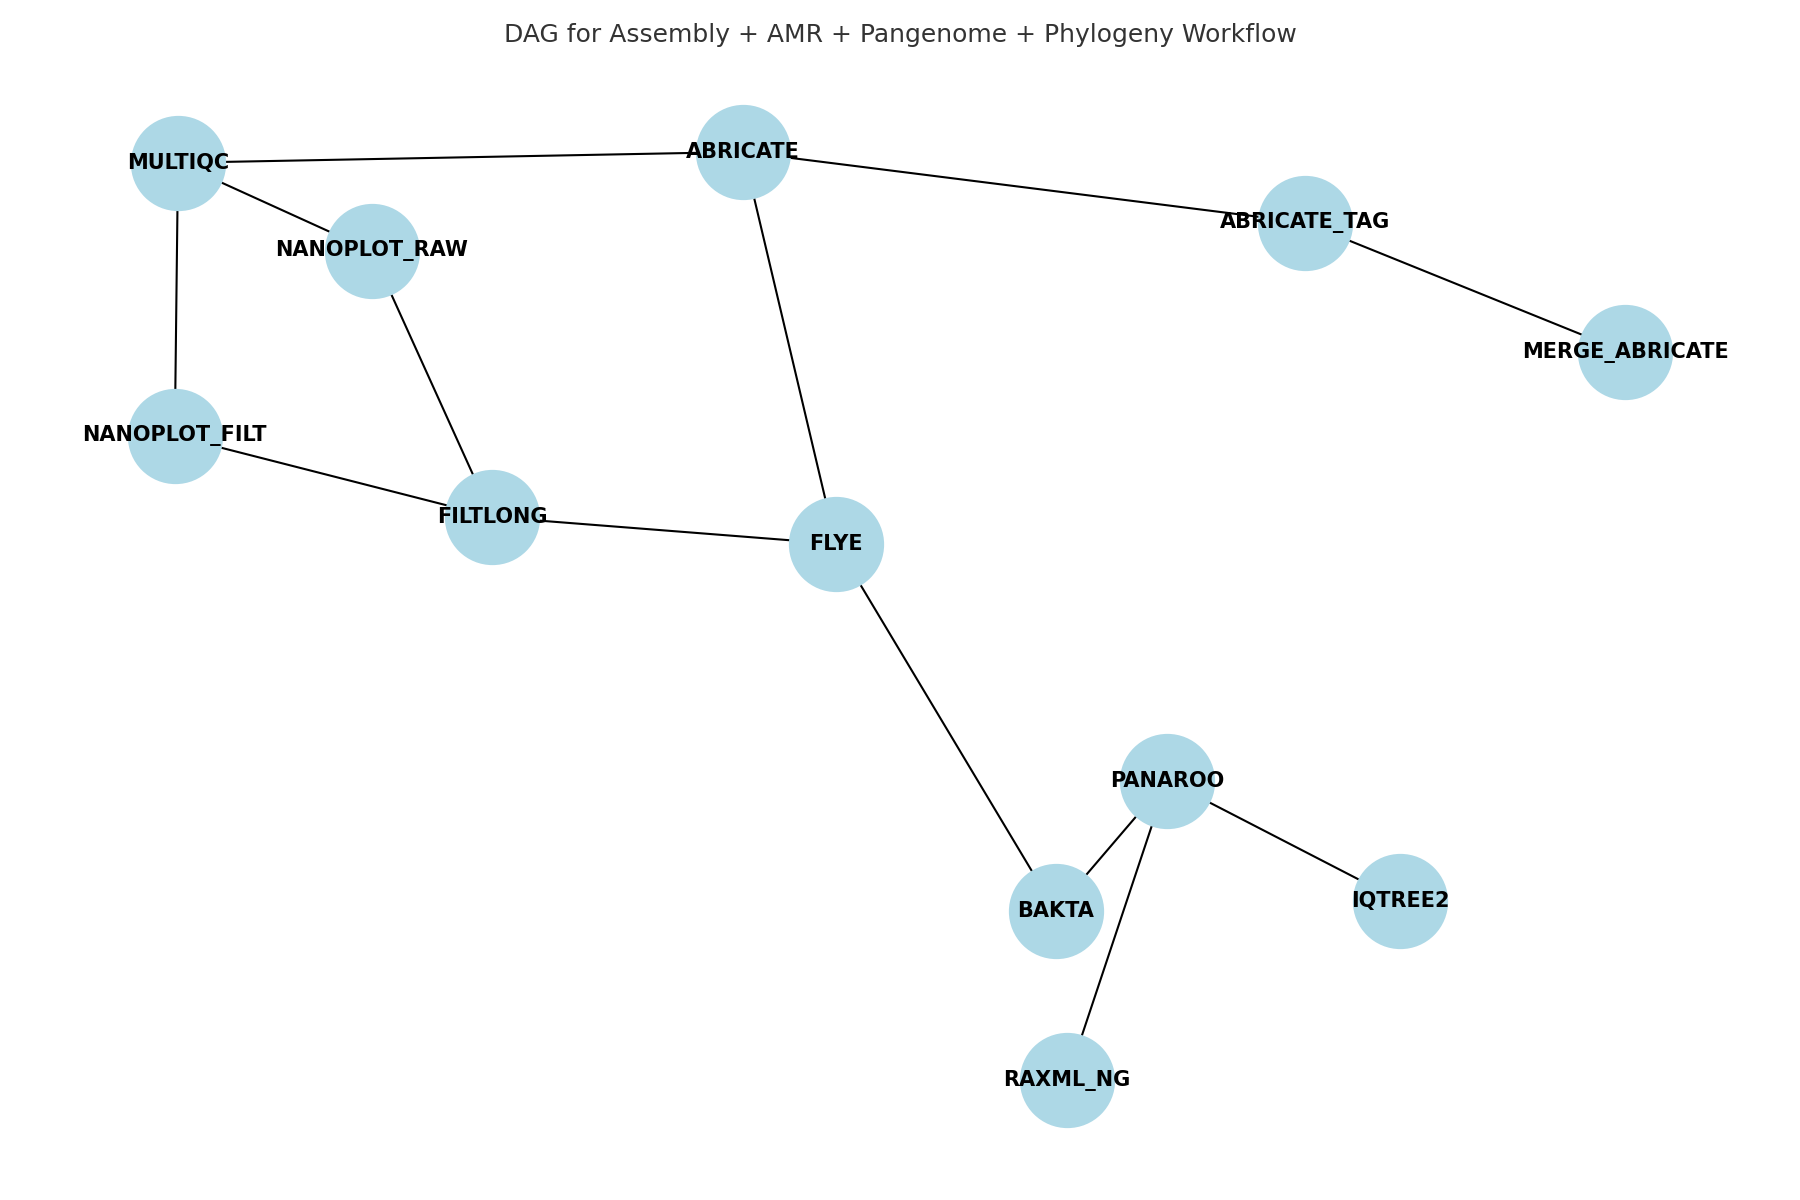 DAG for Assembly + AMR + Pangenome + Phylogeny Workflow
MULTIQC
ABRICATE
ABRICATE_TAG
NANOPLOT_RAW
MERGE_ABRICATE
NANOPLOT_FILT
FILTLONG
FLYE
PANAROO
BAKTA
IQTREE2
RAXML_NG